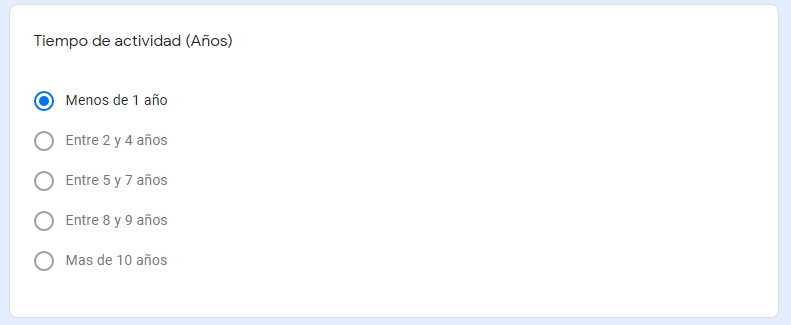 Tiempo de actividad (Años)
Menos de 1 año
Entre 2 y 4 años
Entre 5 y 7 años
Entre 8 y 9 años
Mas de 10 años